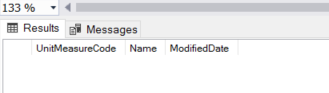 133 %
Results Messages
UnitMeasureCode Name ModifiedDate